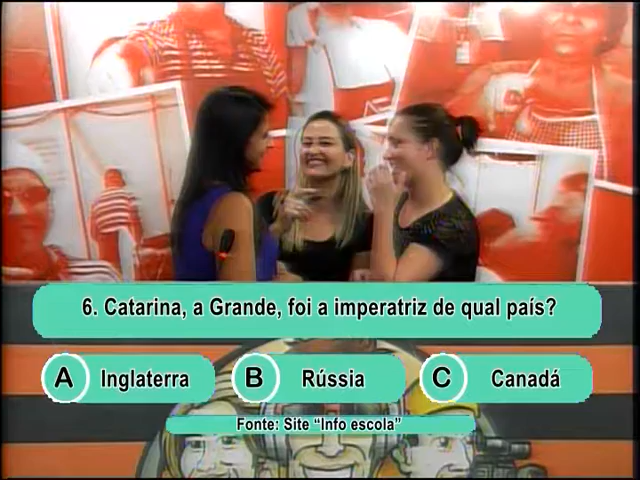 6. Catarina, a Grande, foi a imperatriz de qual país?
A Inglaterra
B Rússia
C Canadá
Fonte: Site “Info escola”